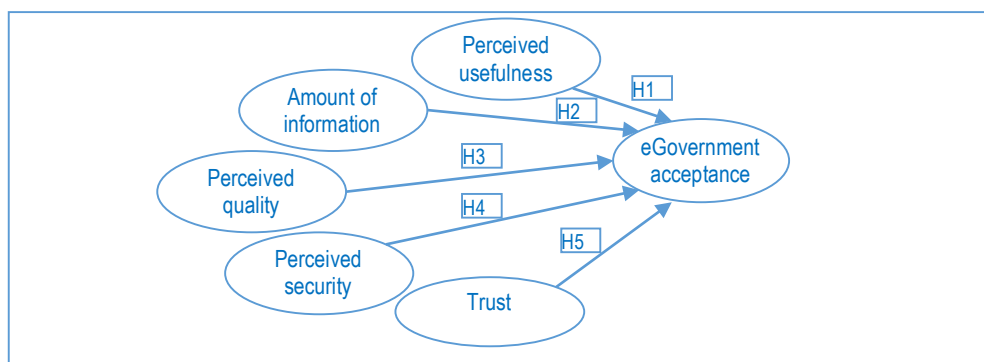 Perceived
usefulness
H1
Amount of
information
H2
eGovernment
acceptance
H3
Perceived
quality
H4
Perceived
security
H5
Trust